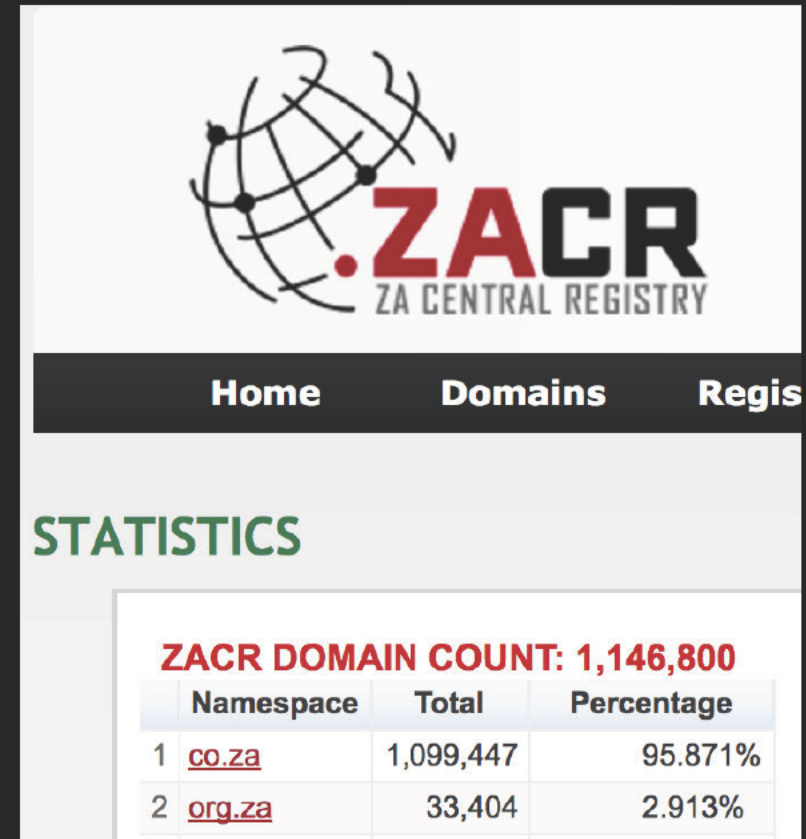 .ZACR
ZA CENTRAL REGISTRY
Home Domains Regis
STATISTICS
ZACR DOMAIN COUNT: 1,146,800
Namespace Total Percentage
1 co.za 1,099,447 95.871%
2 org.za 33,404 2.913%